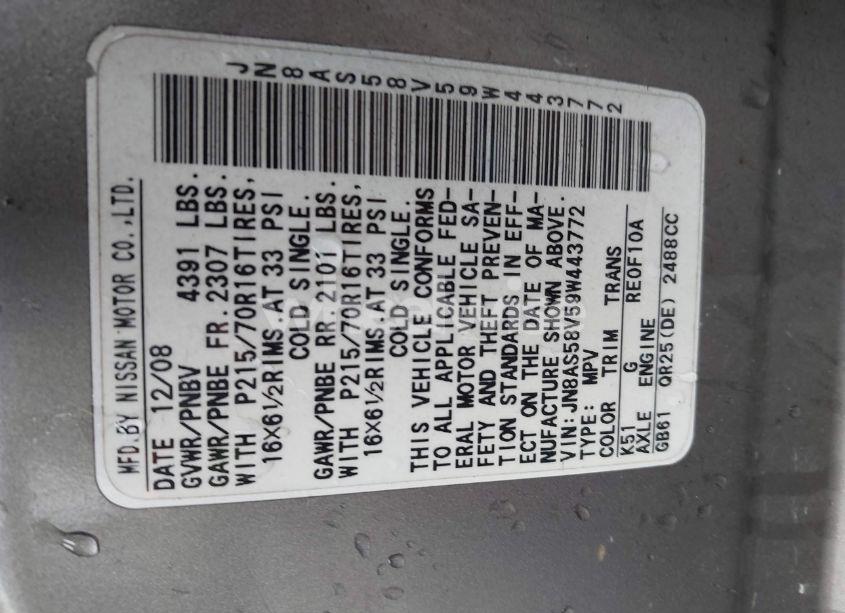 JN8AS58V59W443772
MFD.BY NISSAN MOTOR CO.,LTD.
DATE 12/08
GVWR/PNBV 4391 LBS.
GAWR/PNBE FR.2307 LBS.
WITH P215/70R16TIRES,
16X6½RIMS.AT 33 PSI
COLD SINGLE.
GAWR/PNBE RR.2101 LBS.
WITH P215/70R16TIRES,
16X6½RIMS.AT 33 PSI
COLD SINGLE.
THIS VEHICLE CONFORMS
TO ALL APPLICABLE FED-
ERAL MOTOR VEHICLE SA-
FETY AND THEFT PREVEN-
TION STANDARDS IN EFF-
ECT ON THE DATE OF MA-
NUFACTURE SHOWN ABOVE.
VIN:JN8AS58V59W443772
TYPE: MPV
COLOR TRIM TRANS
K51 G RE0F10A
AXLE ENGINE
GB61 QR25(DE) 2488CC